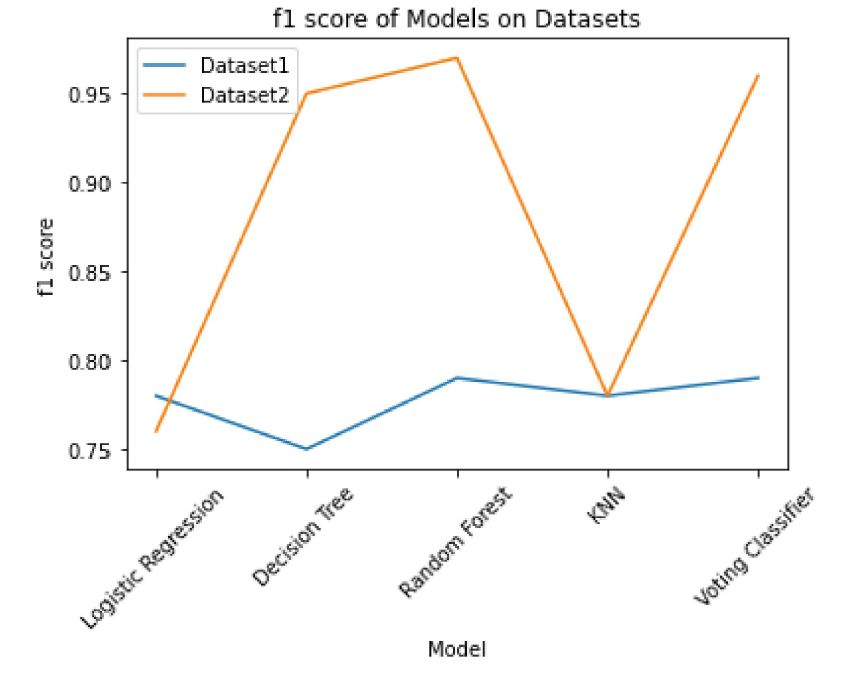 f1 score of Models on Datasets
Dataset1
Dataset2
0.95
0.90
0.85
0.80
0.75
f1 score
Logistic Regression
Decision Tree
Random Forest
KNN
Voting Classifier
Model